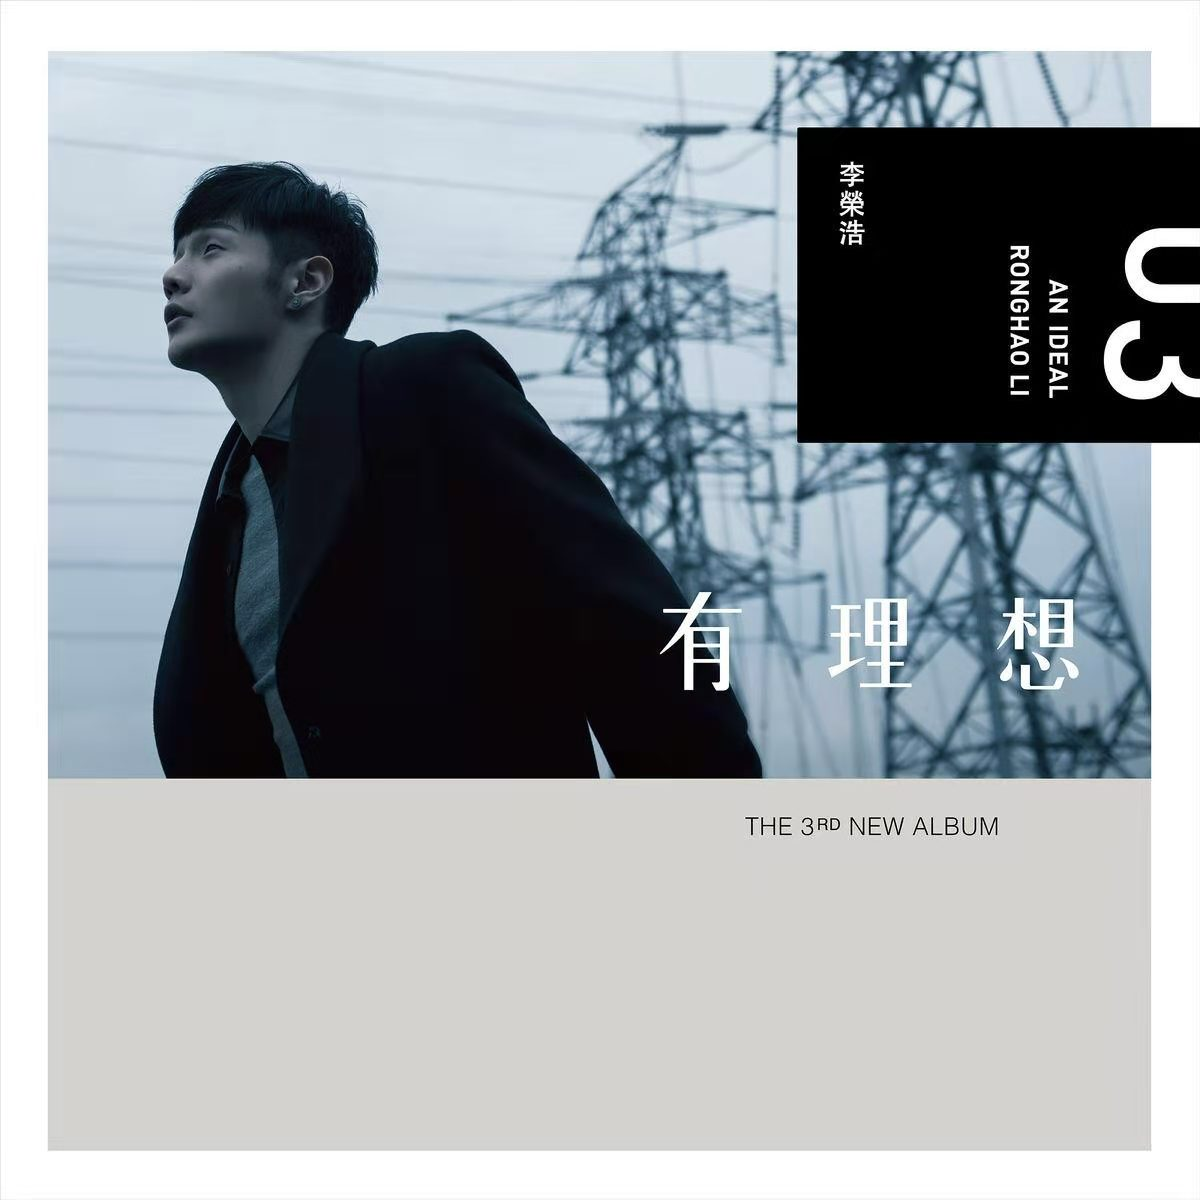 李榮浩
03
AN IDEAL
RONGHAO LI
有理想
THE 3RD NEW ALBUM